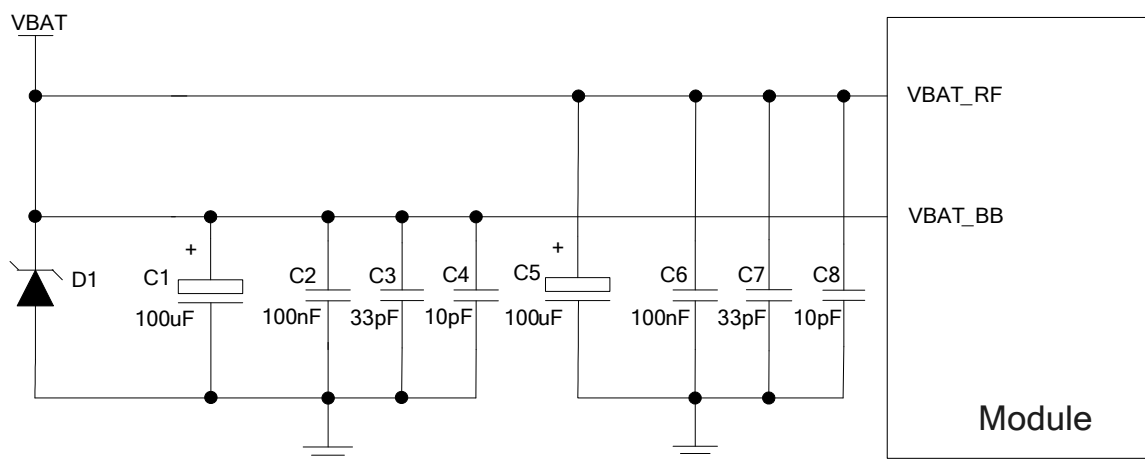 VBAT
VBAT_RF
VBAT_BB
+
+
D1
C1
C2
C3
C4
C5
C6
C7
C8
100uF
100nF
33pF
10pF
100uF
100nF
33pF
10pF
Module